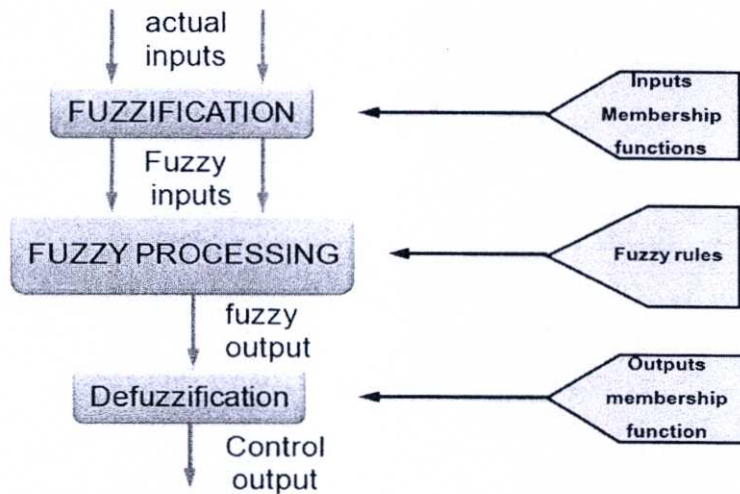 actual
inputs
FUZZIFICATION
Inputs
Membership
functions
Fuzzy
inputs
FUZZY PROCESSING
Fuzzy rules
fuzzy
output
Defuzzification
Outputs
membership
function
Control
output